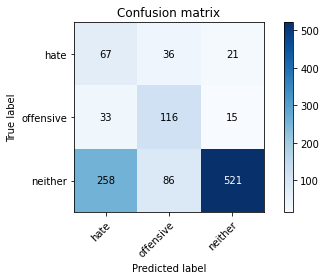 Confusion matrix
hate 67 36 21
offensive 33 116 15
neither 258 86 521
hate offensive neither
True label
Predicted label
500
400
300
200
100